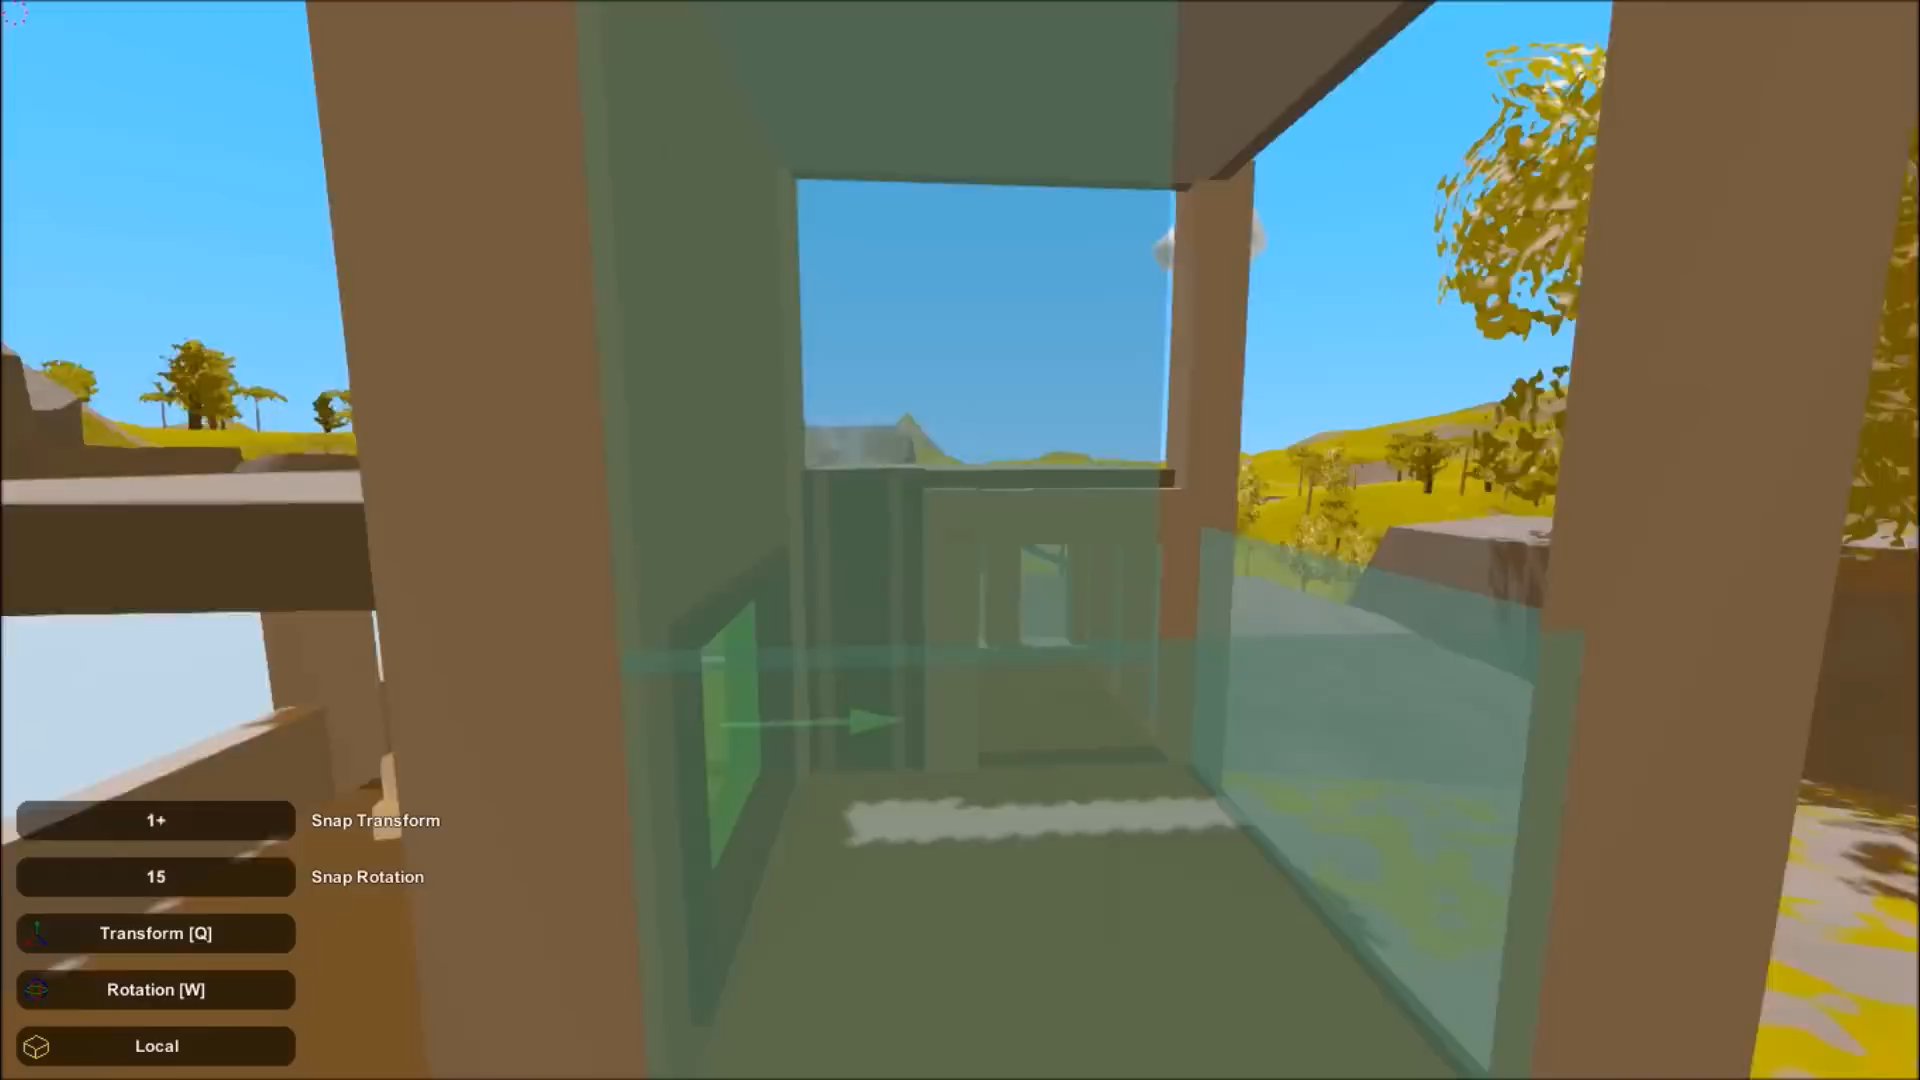 1+ Snap Transform
15 Snap Rotation
Transform [Q]
Rotation [W]
Local